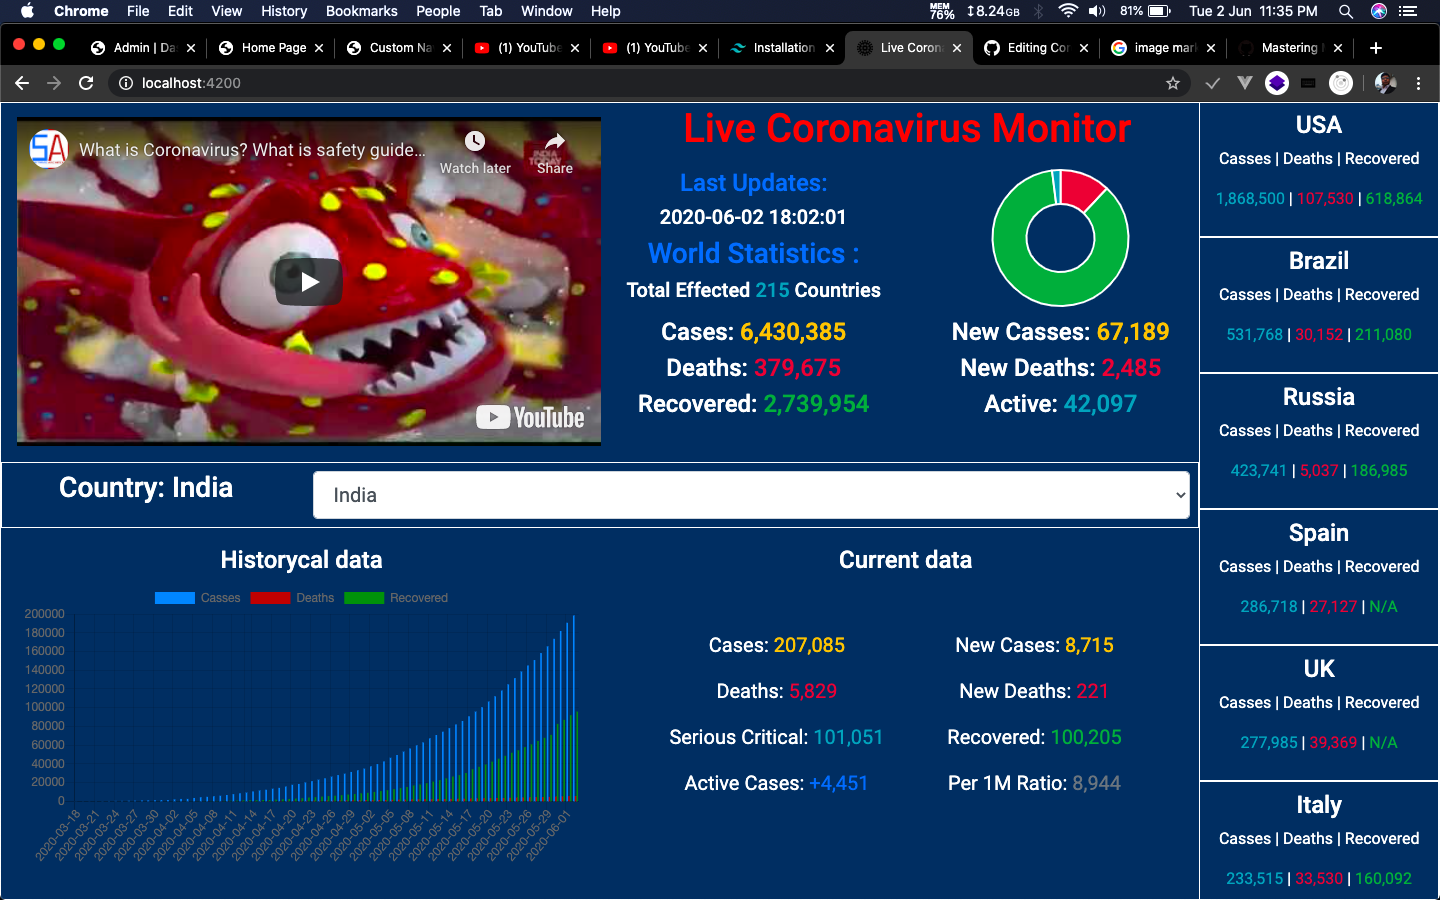 Chrome File Edit View History Bookmarks People Tab Window Help MEM 76% 8.24GB 81% Tue 2 Jun 11:35 PM
Admin | Da Home Page Custom Na (1) YouTube (1) YouTube Installation Live Coron Editing Cor image mar Mastering
localhost:4200
What is Coronavirus? What is safety guide...
Watch later
Share
INDIA TODAY
YouTube
Live Coronavirus Monitor
Last Updates:
2020-06-02 18:02:01
World Statistics :
Total Effected 215 Countries
Cases: 6,430,385
Deaths: 379,675
Recovered: 2,739,954
New Casses: 67,189
New Deaths: 2,485
Active: 42,097
Country: India
India
Historycal data
Casses Deaths Recovered
200000
180000
160000
140000
120000
100000
80000
60000
40000
20000
0
2020-03-18 2020-03-21 2020-03-24 2020-03-27 2020-03-30 2020-04-02 2020-04-05 2020-04-08 2020-04-11 2020-04-14 2020-04-17 2020-04-20 2020-04-23 2020-04-26 2020-04-29 2020-05-02 2020-05-05 2020-05-08 2020-05-11 2020-05-14 2020-05-17 2020-05-20 2020-05-23 2020-05-26 2020-05-29 2020-06-01
Current data
Cases: 207,085
New Cases: 8,715
Deaths: 5,829
New Deaths: 221
Serious Critical: 101,051
Recovered: 100,205
Active Cases: +4,451
Per 1M Ratio: 8,944
USA
Casses | Deaths | Recovered
1,868,500 | 107,530 | 618,864
Brazil
Casses | Deaths | Recovered
531,768 | 30,152 | 211,080
Russia
Casses | Deaths | Recovered
423,741 | 5,037 | 186,985
Spain
Casses | Deaths | Recovered
286,718 | 27,127 | N/A
UK
Casses | Deaths | Recovered
277,985 | 39,369 | N/A
Italy
Casses | Deaths | Recovered
233,515 | 33,530 | 160,092